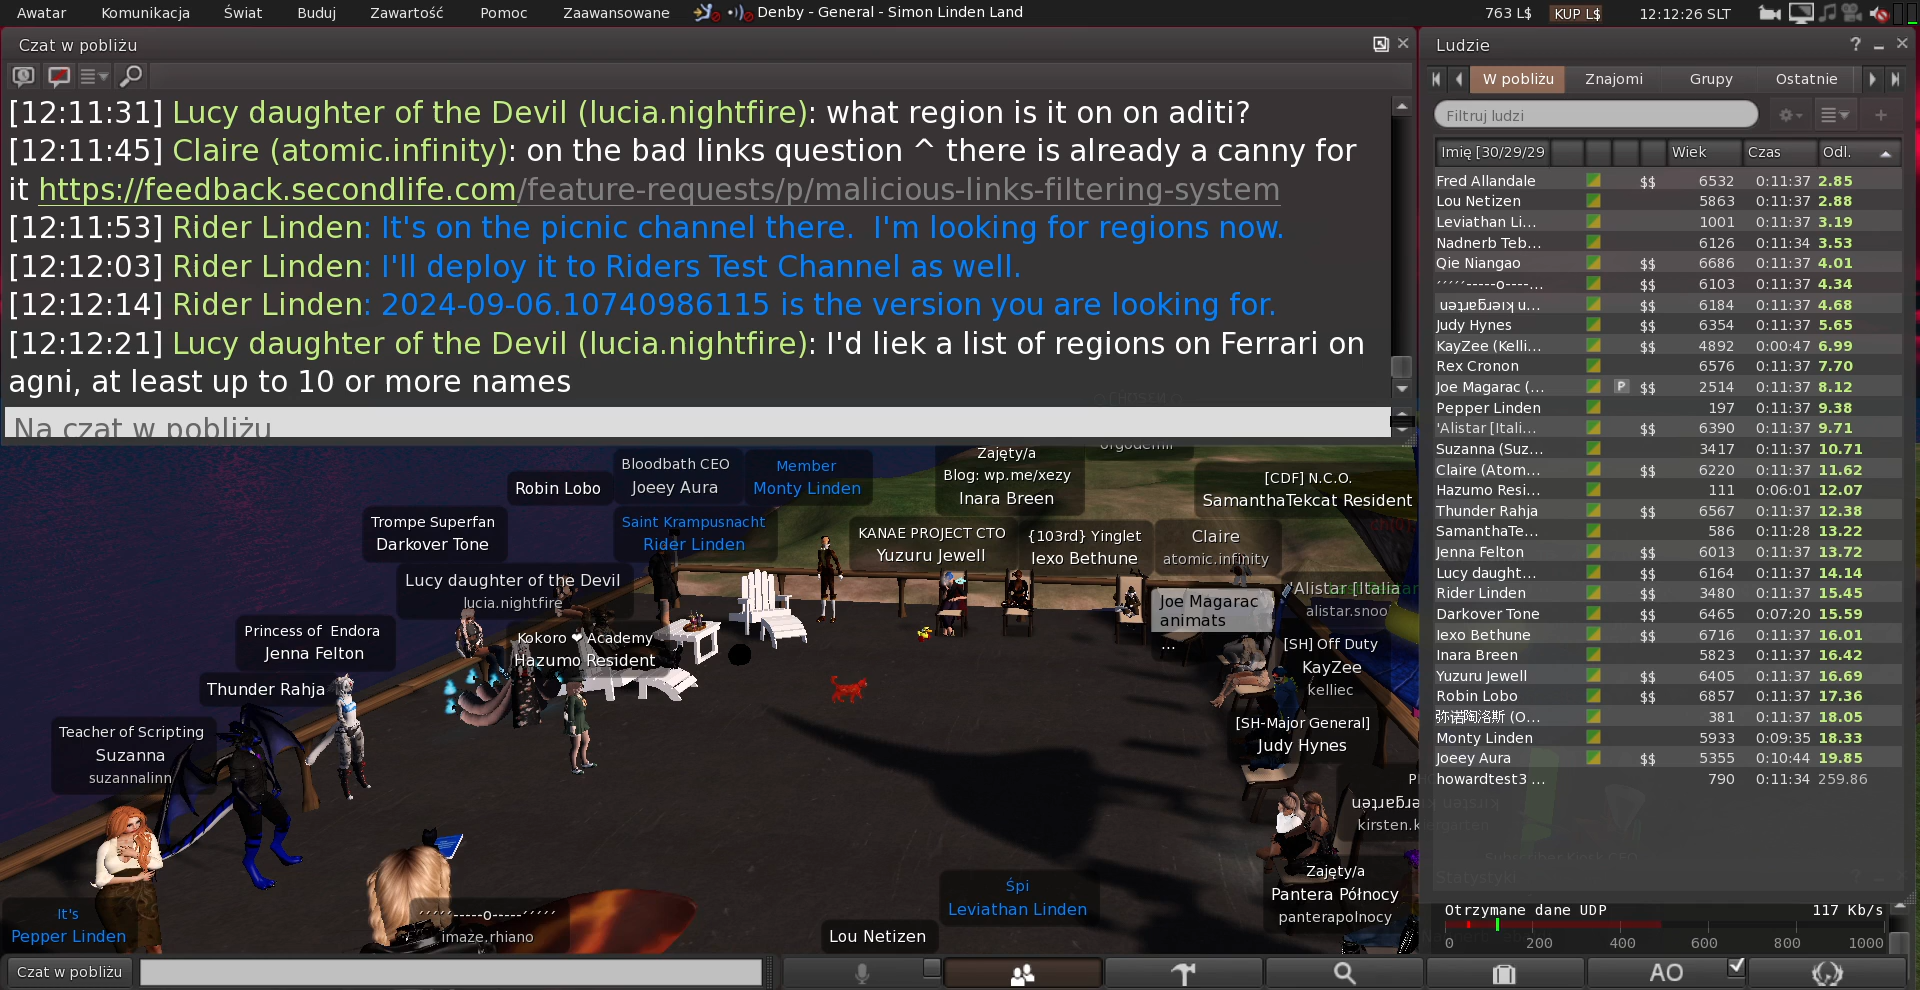 Awatar Komunikacja Świat Buduj Zawartość Pomoc Zaawansowane Denby - General - Simon Linden Land 763 L$ KUP L$ 12:12:26 SLT
Czat w pobliżu
[12:11:31] Lucy daughter of the Devil (lucia.nightfire): what region is it on on aditi?
[12:11:45] Claire (atomic.infinity): on the bad links question ^ there is already a canny for
it https://feedback.secondlife.com/feature-requests/p/malicious-links-filtering-system
[12:11:53] Rider Linden: It's on the picnic channel there.  I'm looking for regions now.
[12:12:03] Rider Linden: I'll deploy it to Riders Test Channel as well.
[12:12:14] Rider Linden: 2024-09-06.10740986115 is the version you are looking for.
[12:12:21] Lucy daughter of the Devil (lucia.nightfire): I'd liek a list of regions on Ferrari on
agni, at least up to 10 or more names
Na czat w pobliżu
Zajęty/a
Blog: wp.me/xezy
Inara Breen
Bloodbath CEO
Joeey Aura
Member
Monty Linden
Robin Lobo
[CDF] N.C.O.
SamanthaTekcat Resident
Trompe Superfan
Darkover Tone
Saint Krampusnacht
Rider Linden
KANAE PROJECT CTO
Yuzuru Jewell
{103rd} Yinglet
Iexo Bethune
Claire
atomic.infinity
Lucy daughter of the Devil
lucia.nightfire
'Alistar [Italia
alistar.snoo
Joe Magarac
animats
...
Princess of  Endora
Jenna Felton
Kokoro ❤ Academy
Hazumo Resident
[SH] Off Duty
KayZee
kelliec
Thunder Rahja
[SH-Major General]
Judy Hynes
Teacher of Scripting
Suzanna
suzannalinn
kirsten.kiergarten
Zajęty/a
Pantera Północy
panterapolnocy
Śpi
Leviathan Linden
It's
Pepper Linden
ˊˊˊˊˊ-----o-----ˊˊˊˊˊ
imaze.rhiano
Lou Netizen
Czat w pobliżu
AO
Ludzie
W pobliżu Znajomi Grupy Ostatnie
Filtruj ludzi
Imię [30/29/29 Wiek Czas Odl.
Fred Allandale $$ 6532 0:11:37 2.85
Lou Netizen 5863 0:11:37 2.88
Leviathan Li... 1001 0:11:37 3.19
Nadnerb Teb... 6126 0:11:34 3.53
Qie Niangao $$ 6686 0:11:37 4.01
ˊˊˊˊˊ-----o----... $$ 6103 0:11:37 4.34
$$ 6184 0:11:37 4.68
Judy Hynes $$ 6354 0:11:37 5.65
KayZee (Kelli... $$ 4892 0:00:47 6.99
Rex Cronon 6576 0:11:37 7.70
Joe Magarac (... P $$ 2514 0:11:37 8.12
Pepper Linden 197 0:11:37 9.38
'Alistar [Itali... $$ 6390 0:11:37 9.71
Suzanna (Suz... 3417 0:11:37 10.71
Claire (Atom... $$ 6220 0:11:37 11.62
Hazumo Resi... 111 0:06:01 12.07
Thunder Rahja $$ 6567 0:11:37 12.38
SamanthaTe... 586 0:11:28 13.22
Jenna Felton $$ 6013 0:11:37 13.72
Lucy daught... $$ 6164 0:11:37 14.14
Rider Linden $$ 3480 0:11:37 15.45
Darkover Tone $$ 6465 0:07:20 15.59
Iexo Bethune $$ 6716 0:11:37 16.01
Inara Breen 5823 0:11:37 16.42
Yuzuru Jewell $$ 6405 0:11:37 16.69
Robin Lobo $$ 6857 0:11:37 17.36
弥诺陶洛斯 (O... 381 0:11:37 18.05
Monty Linden 5933 0:09:35 18.33
Joeey Aura $$ 5355 0:10:44 19.85
howardtest3 ... 790 0:11:34 259.86
Statystyki
Otrzymane dane UDP 117 Kb/s
0 200 400 600 800 1000